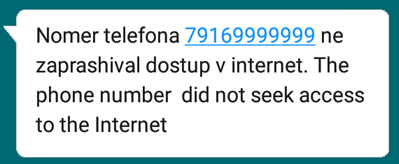 Nomer telefona 79169999999 ne
zaprashival dostup v internet. The
phone number  did not seek access
to the Internet